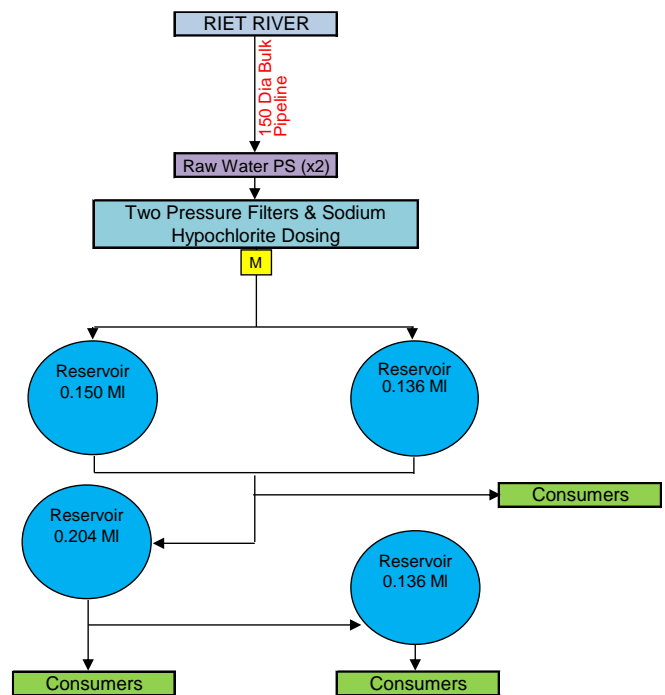 RIET RIVER
150 Dia Bulk
Pipeline
Raw Water PS (x2)
Two Pressure Filters & Sodium
Hypochlorite Dosing
M
Reservoir
0.150 Ml
Reservoir
0.136 Ml
Consumers
Reservoir
0.204 Ml
Reservoir
0.136 Ml
Consumers
Consumers